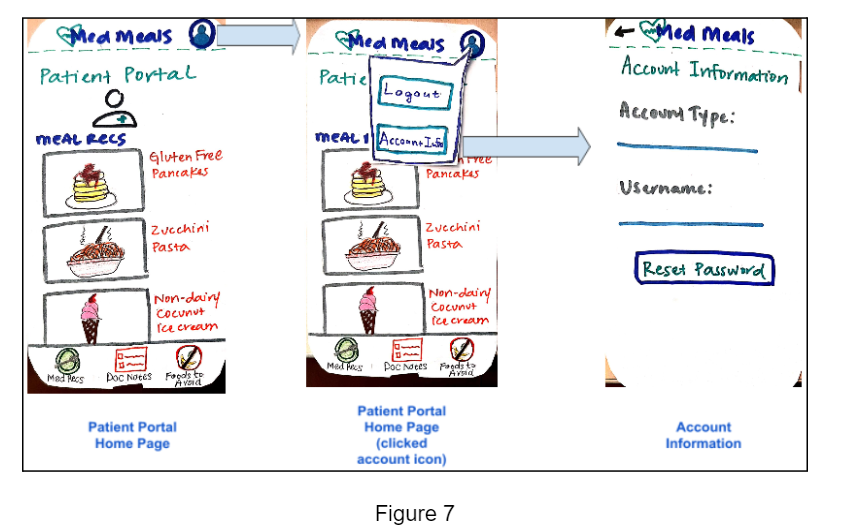 Med Meals
Patient Portal
MEAL RECS
Gluten Free
Pancakes
Zucchini
Pasta
Non-dairy
Coconut
Ice cream
Med Recs
Doc Notes
Foods to
Avoid
Patient Portal
Home Page
Med Meals
Patie
Logout
Account Info
MEAL
Free
Pancakes
Zucchini
Pasta
Non-dairy
Coconut
Ice cream
Med Recs
Doc Notes
Foods to
Avoid
Patient Portal
Home Page
(clicked
account icon)
Med Meals
Account Information
Account Type:
Username:
Reset Password
Account
Information
Figure 7